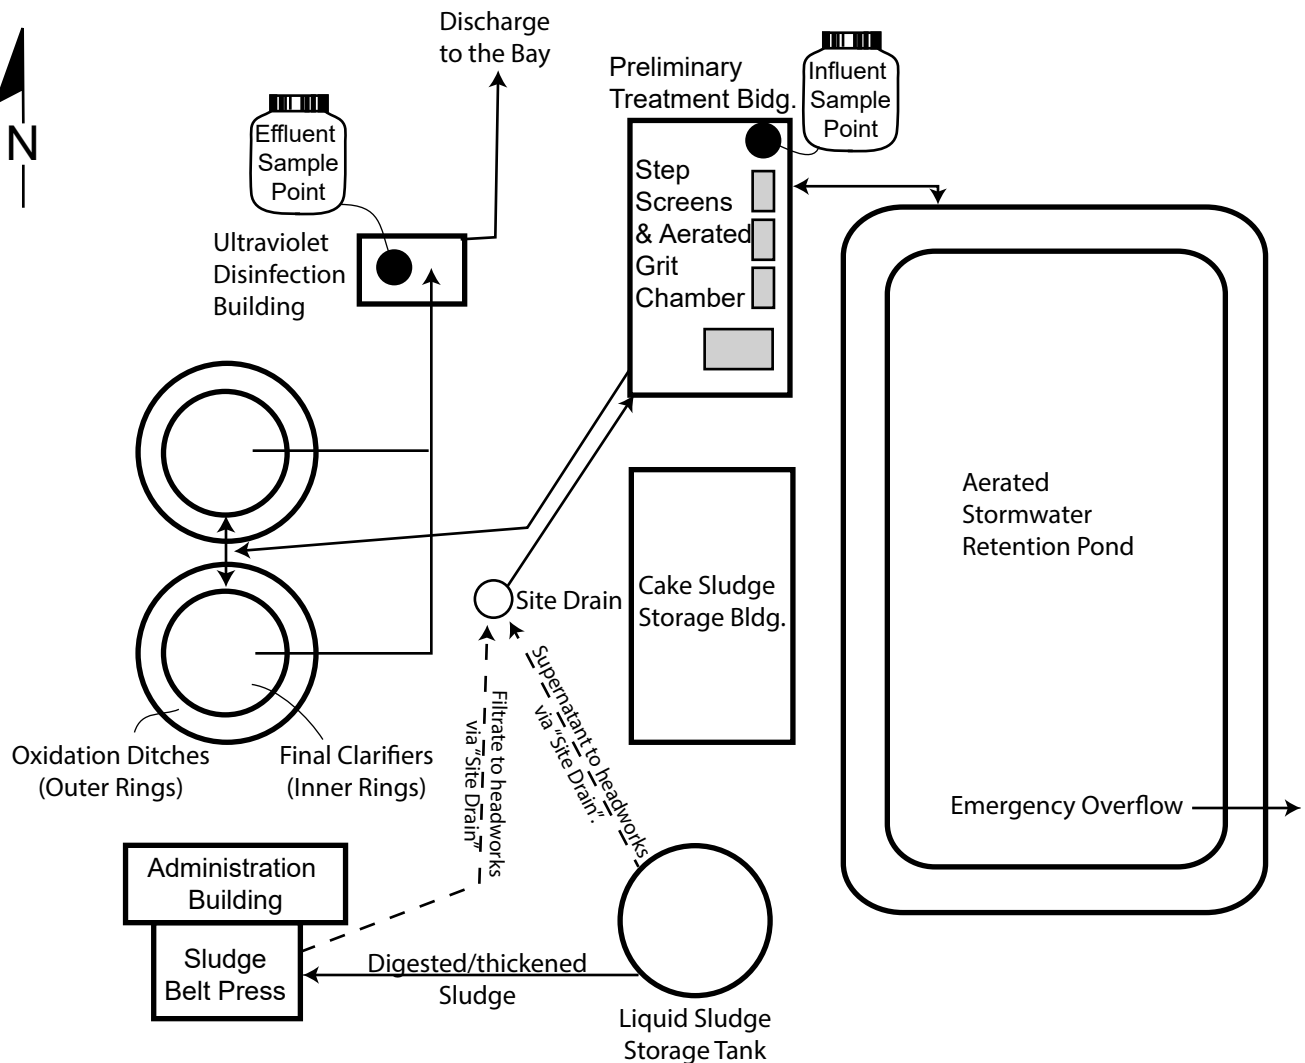 Discharge
to the Bay
N
Effluent
Sample
Point
Preliminary
Treatment Bidg.
Influent
Sample
Point
Step
Screens
& Aerated
Grit
Chamber
Ultraviolet
Disinfection
Building
Aerated
Stormwater
Retention Pond
Site Drain
Cake Sludge
Storage Bldg.
Filtrate to headworks
via "Site Drain"
Supernatant to headworks
via "Site Drain".
Oxidation Ditches
(Outer Rings)
Final Clarifiers
(Inner Rings)
Emergency Overflow
Administration
Building
Sludge
Belt Press
Digested/thickened
Sludge
Liquid Sludge
Storage Tank